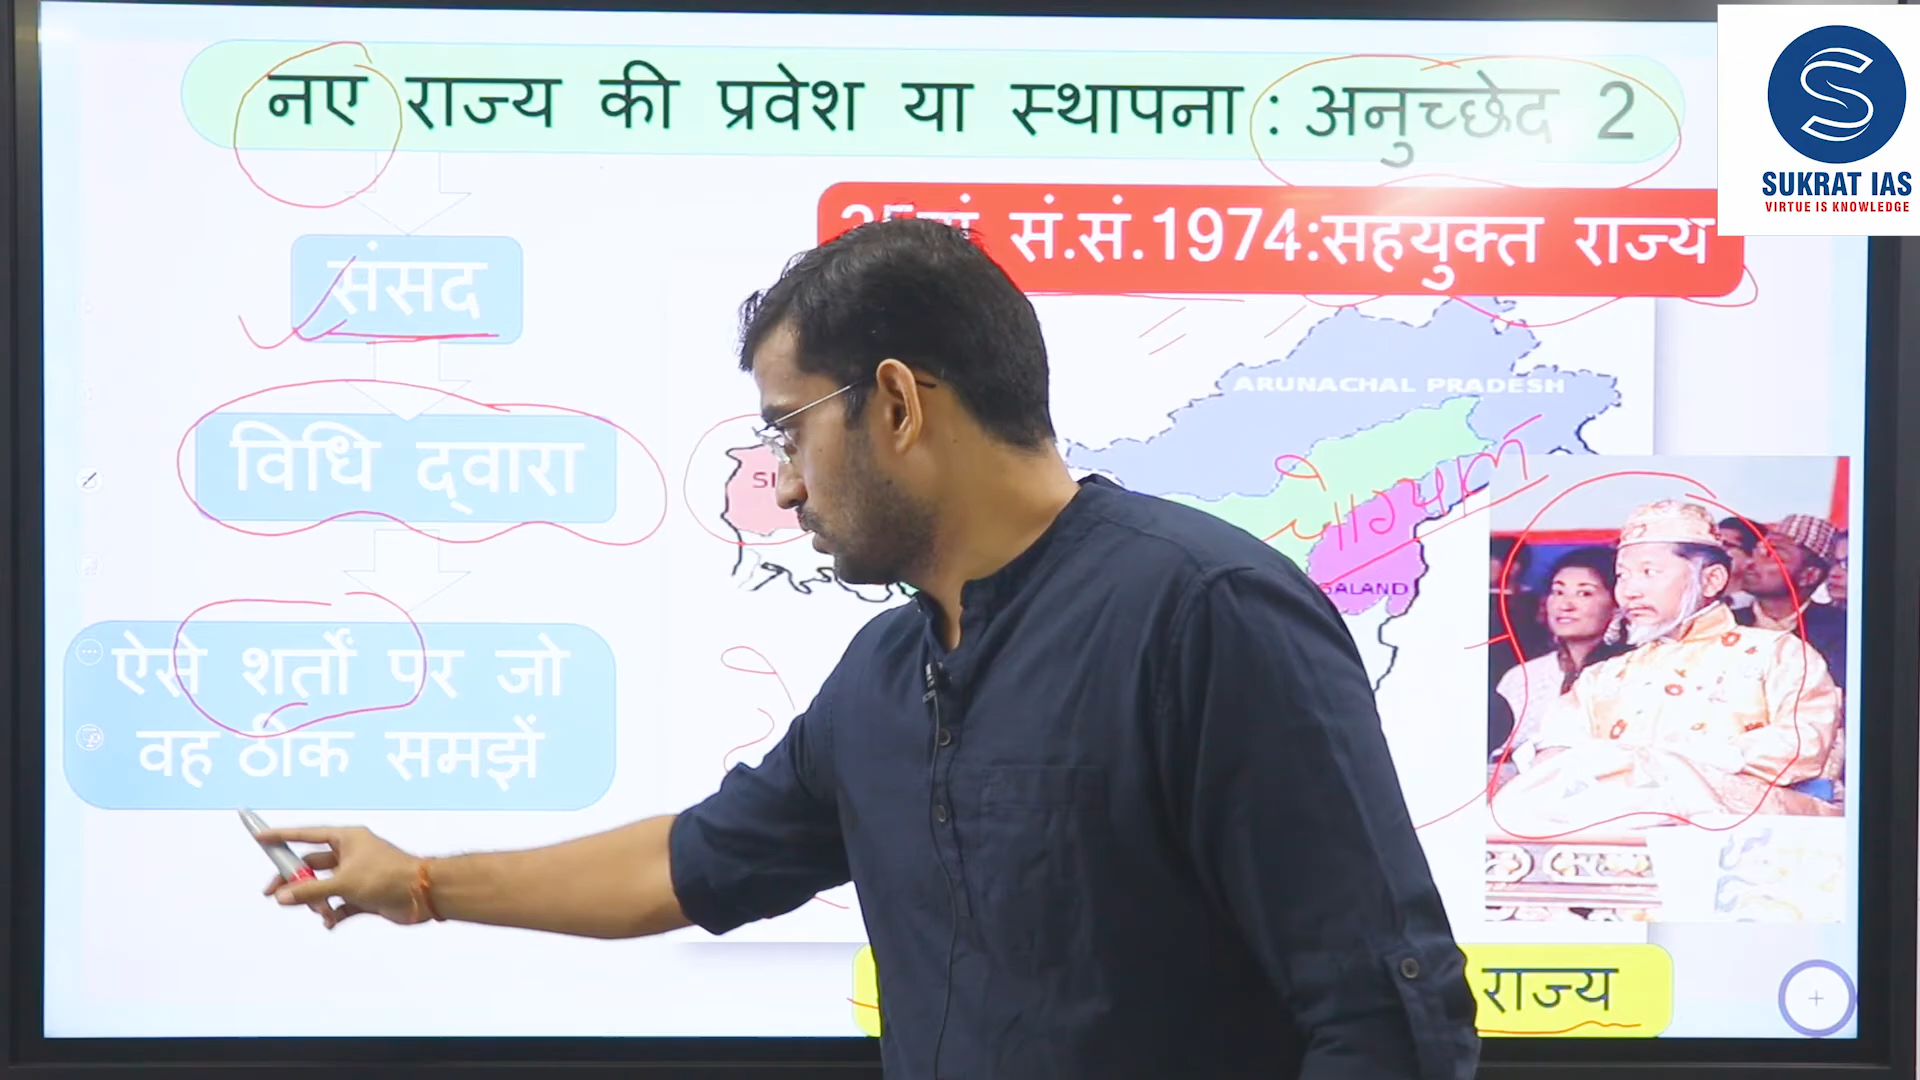 नए राज्य की प्रवेश या स्थापना : अनुच्छेद 2
SUKRAT IAS
VIRTUE IS KNOWLEDGE
सं.सं.1974:सहयुक्त राज्य
संसद
विधि द्वारा
ऐसे शर्तों पर जो
वह ठीक समझें
ARUNACHAL PRADESH
चोग्याल
राज्य